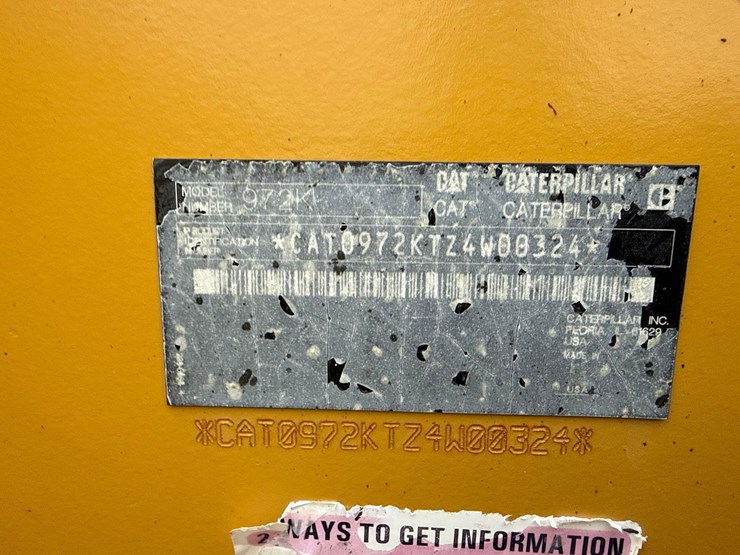 CAT CATERPILLAR
MODEL NUMBER 972K
CAT CATERPILLAR
PRODUCT IDENTIFICATION NUMBER *CAT0972KTZ4W00324*
CATERPILLAR INC.
PEORIA IL 61629
USA
MADE IN
USA
*CAT0972KTZ4W00324*
2 WAYS TO GET INFORMATION